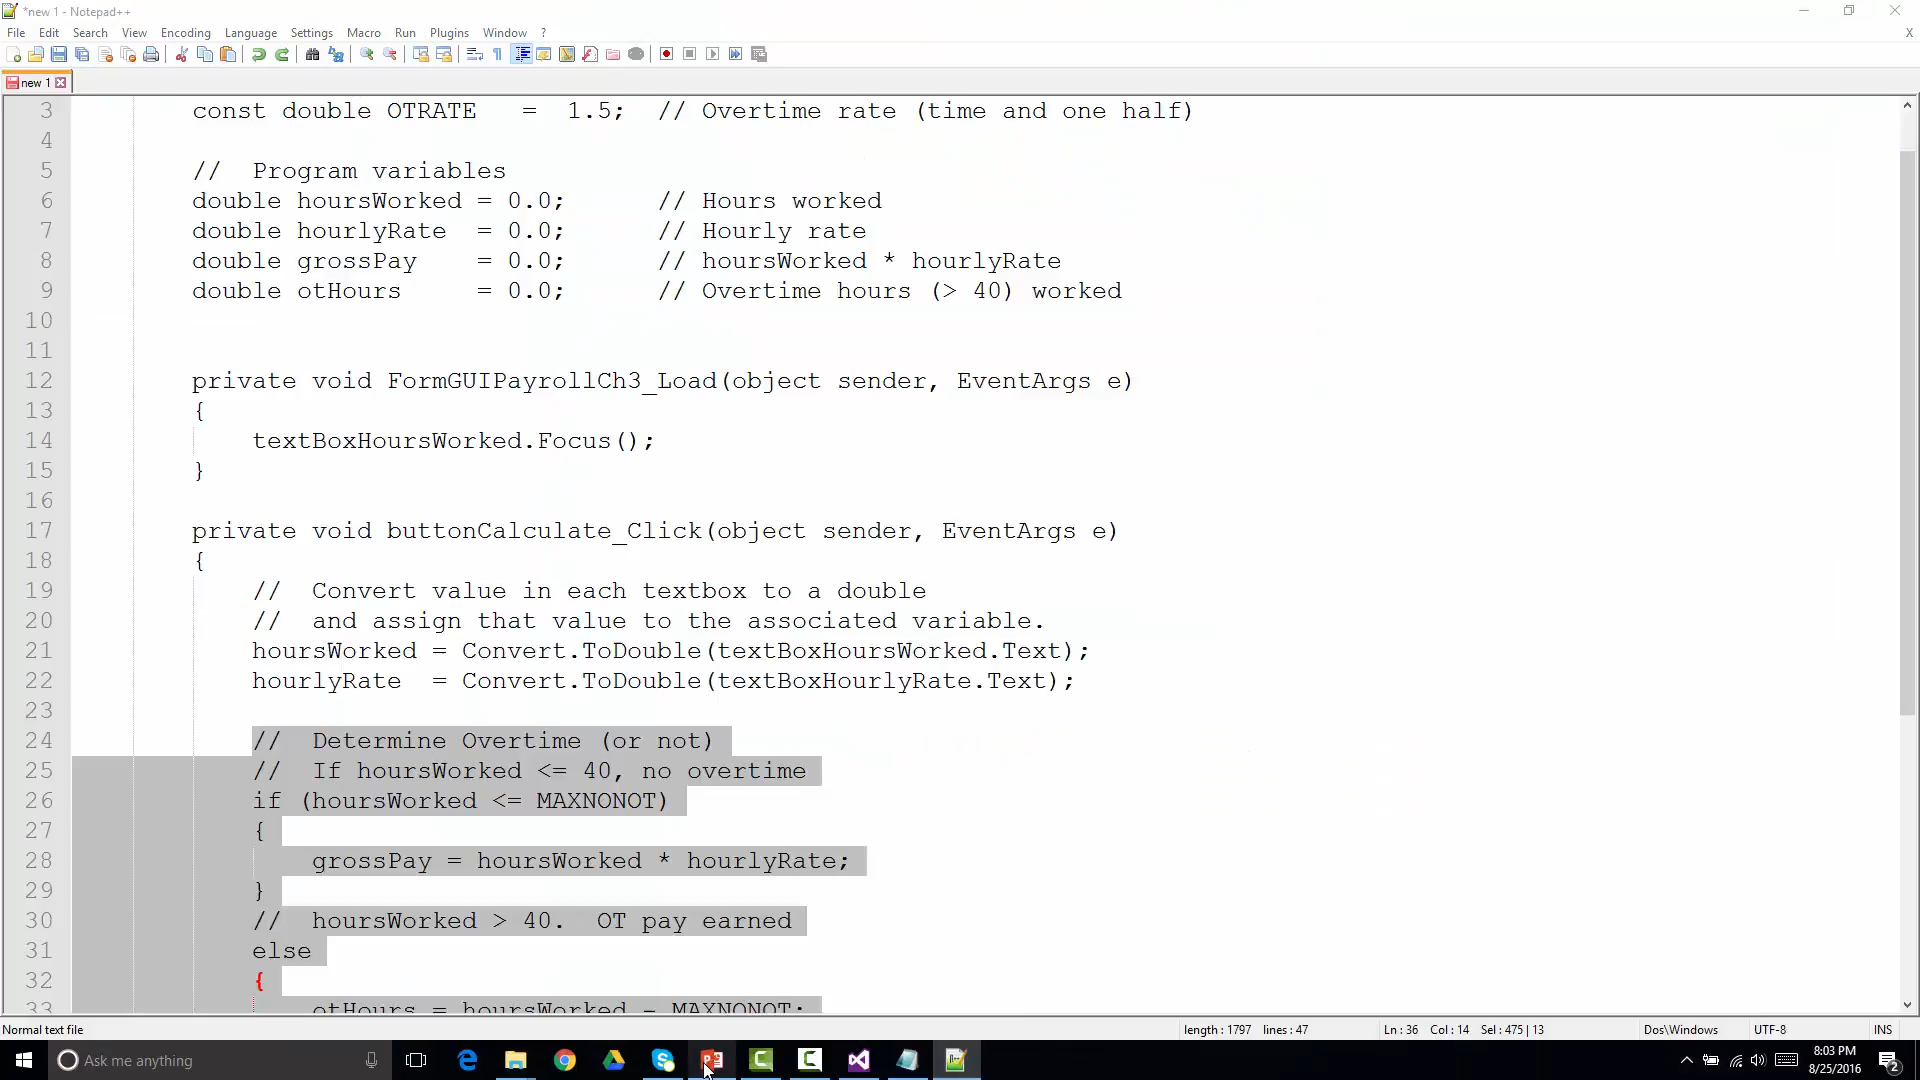 *new 1 - Notepad++
File Edit Search View Encoding Language Settings Macro Run Plugins Window ? X
new 1
3 const double OTRATE = 1.5; // Overtime rate (time and one half)
4
5 // Program variables
6 double hoursWorked = 0.0; // Hours worked
7 double hourlyRate = 0.0; // Hourly rate
8 double grossPay = 0.0; // hoursWorked * hourlyRate
9 double otHours = 0.0; // Overtime hours (> 40) worked
10
11
12 private void FormGUIPayrollCh3_Load(object sender, EventArgs e)
13 {
14 textBoxHoursWorked.Focus();
15 }
16
17 private void buttonCalculate_Click(object sender, EventArgs e)
18 {
19 // Convert value in each textbox to a double
20 // and assign that value to the associated variable.
21 hoursWorked = Convert.ToDouble(textBoxHoursWorked.Text);
22 hourlyRate = Convert.ToDouble(textBoxHourlyRate.Text);
23
24 // Determine Overtime (or not)
25 // If hoursWorked <= 40, no overtime
26 if (hoursWorked <= MAXNONOT)
27 {
28 grossPay = hoursWorked * hourlyRate;
29 }
30 // hoursWorked > 40. OT pay earned
31 else
32 {
33 otHours = hoursWorked - MAXNONOT;
Normal text file length : 1797 lines : 47 Ln : 36 Col : 14 Sel : 475 | 13 Dos\Windows UTF-8 INS
Ask me anything 8:03 PM
8/25/2016 2